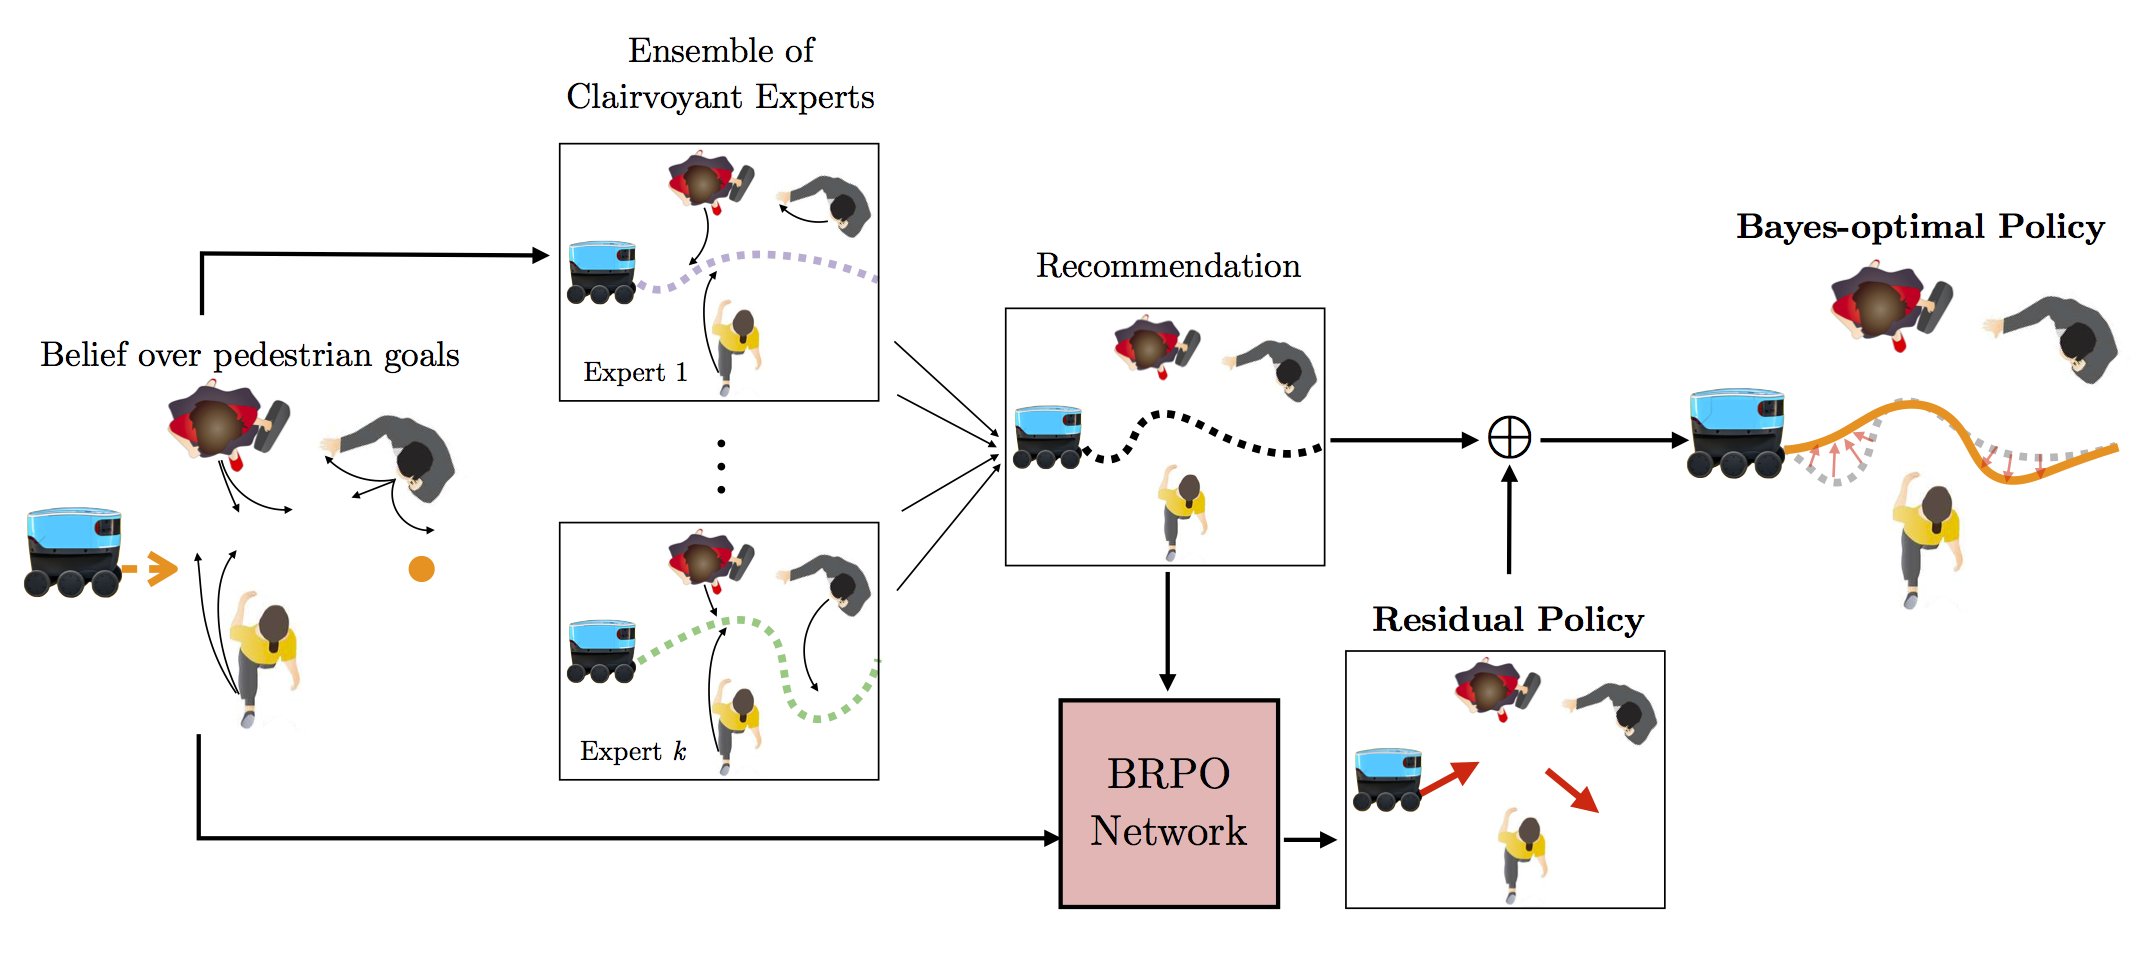 Ensemble of
Clairvoyant Experts
Expert 1
Belief over pedestrian goals
Expert k
Recommendation
BRPO
Network
Residual Policy
Bayes-optimal Policy